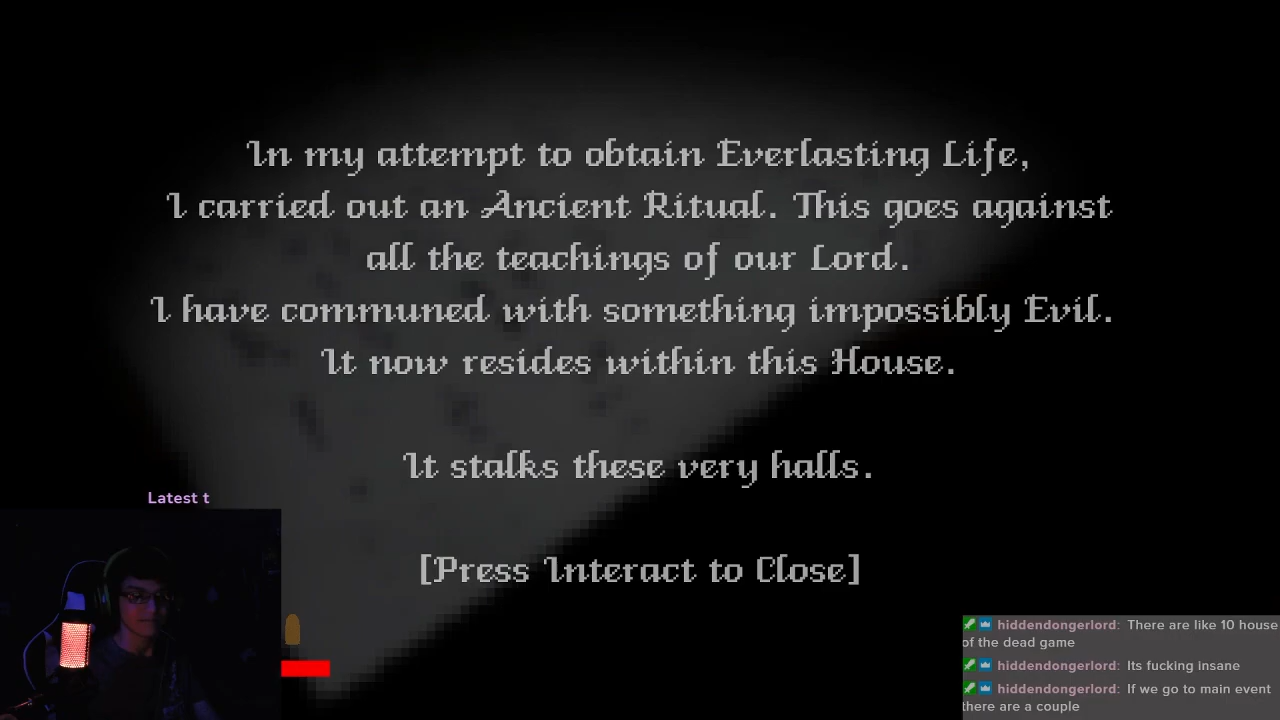 In my attempt to obtain Everlasting Life,
I carried out an Ancient Ritual. This goes against
all the teachings of our Lord.
I have communed with something impossibly Evil.
It now resides within this House.
It stalks these very halls.
[Press Interact to Close]
Latest t
hiddendongerlord: There are like 10 house
of the dead game
hiddendongerlord: Its fucking insane
hiddendongerlord: If we go to main event
there are a couple